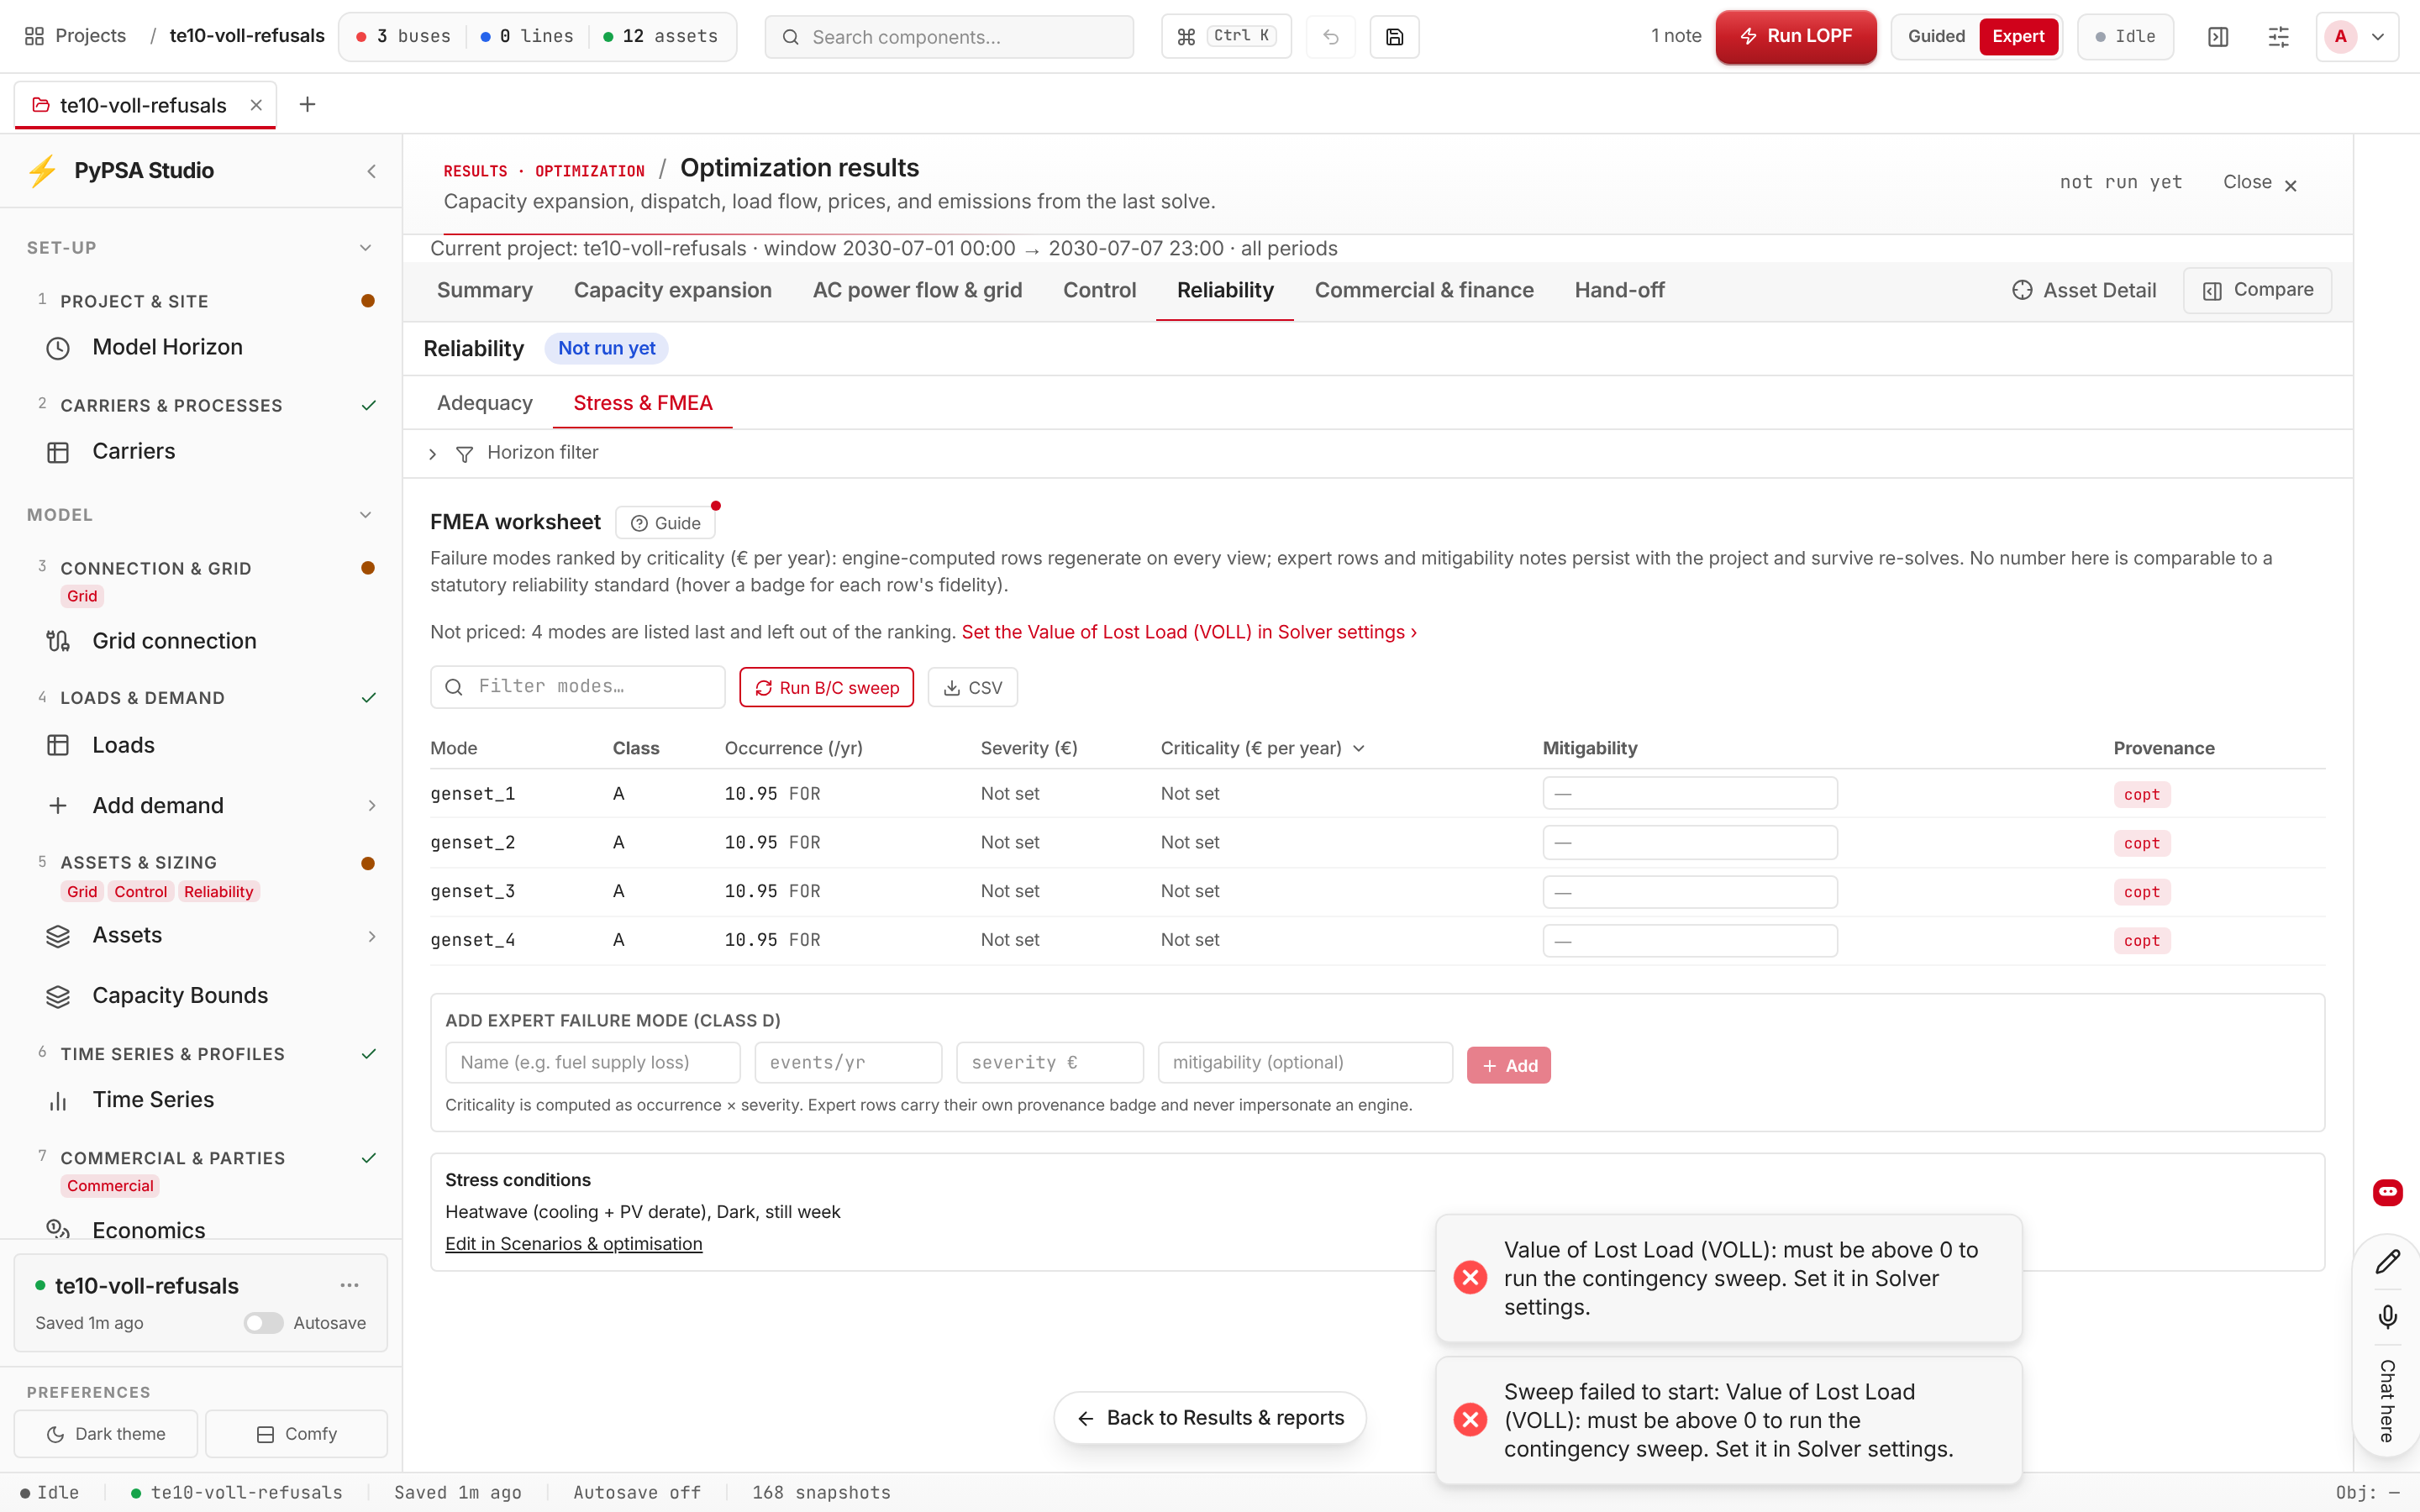 Projects / te10-voll-refusals
3 buses 0 lines 12 assets
Search components...
Ctrl K
1 note
Run LOPF
Guided Expert
Idle
A
te10-voll-refusals
PyPSA Studio
SET-UP
1 PROJECT & SITE
Model Horizon
2 CARRIERS & PROCESSES
Carriers
MODEL
3 CONNECTION & GRID
Grid
Grid connection
4 LOADS & DEMAND
Loads
Add demand
5 ASSETS & SIZING
Grid Control Reliability
Assets
Capacity Bounds
6 TIME SERIES & PROFILES
Time Series
7 COMMERCIAL & PARTIES
Commercial
Economics
te10-voll-refusals
Saved 1m ago Autosave
PREFERENCES
Dark theme Comfy
RESULTS · OPTIMIZATION / Optimization results
Capacity expansion, dispatch, load flow, prices, and emissions from the last solve.
not run yet Close
Current project: te10-voll-refusals · window 2030-07-01 00:00 → 2030-07-07 23:00 · all periods
Summary Capacity expansion AC power flow & grid Control Reliability Commercial & finance Hand-off
Asset Detail Compare
Reliability Not run yet
Adequacy Stress & FMEA
Horizon filter
FMEA worksheet Guide
Failure modes ranked by criticality (€ per year): engine-computed rows regenerate on every view; expert rows and mitigability notes persist with the project and survive re-solves. No number here is comparable to a
statutory reliability standard (hover a badge for each row's fidelity).
Not priced: 4 modes are listed last and left out of the ranking. Set the Value of Lost Load (VOLL) in Solver settings ›
Filter modes… Run B/C sweep CSV
Mode Class Occurrence (/yr) Severity (€) Criticality (€ per year) Mitigability Provenance
genset_1 A 10.95 FOR Not set Not set — copt
genset_2 A 10.95 FOR Not set Not set — copt
genset_3 A 10.95 FOR Not set Not set — copt
genset_4 A 10.95 FOR Not set Not set — copt
ADD EXPERT FAILURE MODE (CLASS D)
Name (e.g. fuel supply loss) events/yr severity € mitigability (optional) + Add
Criticality is computed as occurrence × severity. Expert rows carry their own provenance badge and never impersonate an engine.
Stress conditions
Heatwave (cooling + PV derate), Dark, still week
Edit in Scenarios & optimisation
Value of Lost Load (VOLL): must be above 0 to
run the contingency sweep. Set it in Solver
settings.
Sweep failed to start: Value of Lost Load
(VOLL): must be above 0 to run the
contingency sweep. Set it in Solver settings.
Back to Results & reports
Chat here
Idle te10-voll-refusals Saved 1m ago Autosave off 168 snapshots
Obj: —